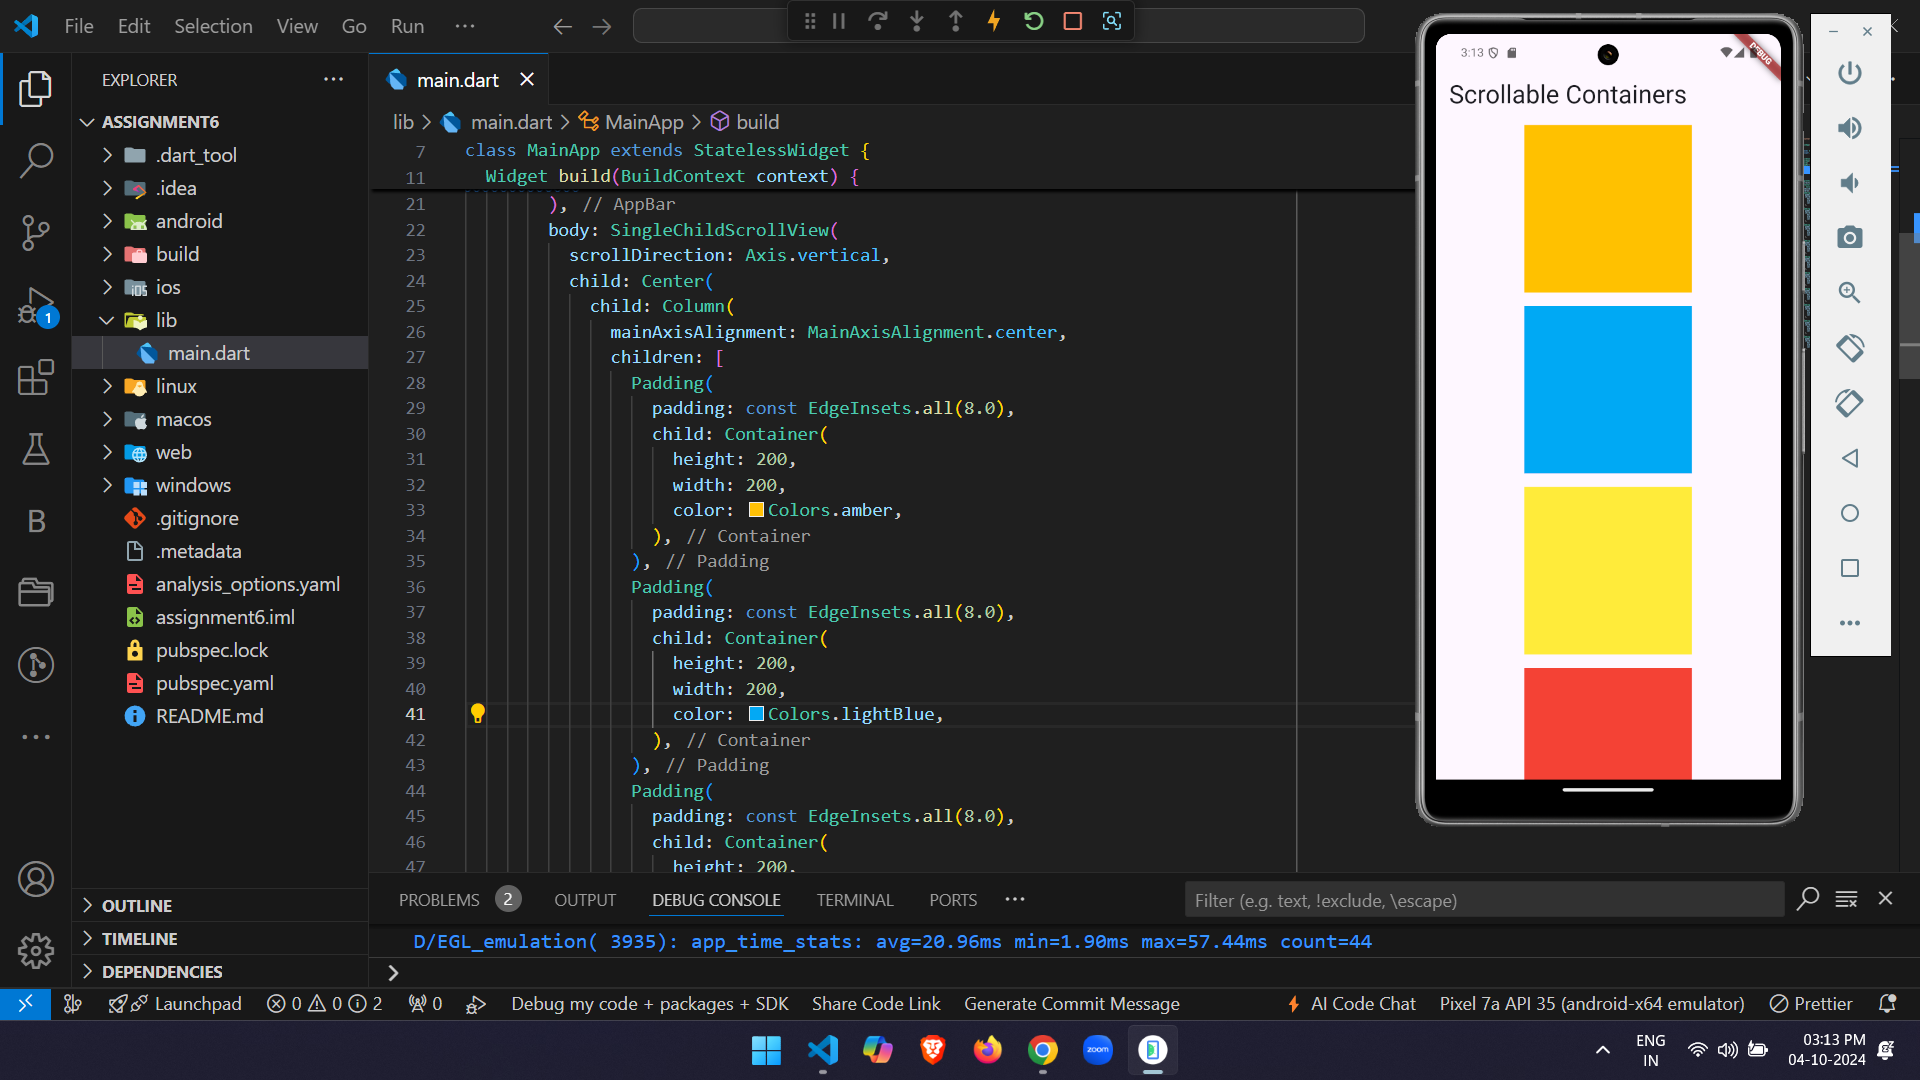 File Edit Selection View Go Run ...
EXPLORER
ASSIGNMENT6
.dart_tool
.idea
android
build
ios
lib
main.dart
linux
macos
web
windows
.gitignore
.metadata
analysis_options.yaml
assignment6.iml
pubspec.lock
pubspec.yaml
README.md
OUTLINE
TIMELINE
DEPENDENCIES
1
B
main.dart
lib > main.dart > MainApp > build
7 class MainApp extends StatelessWidget {
11 Widget build(BuildContext context) {
21 ), // AppBar
22 body: SingleChildScrollView(
23 scrollDirection: Axis.vertical,
24 child: Center(
25 child: Column(
26 mainAxisAlignment: MainAxisAlignment.center,
27 children: [
28 Padding(
29 padding: const EdgeInsets.all(8.0),
30 child: Container(
31 height: 200,
32 width: 200,
33 color: Colors.amber,
34 ), // Container
35 ), // Padding
36 Padding(
37 padding: const EdgeInsets.all(8.0),
38 child: Container(
39 height: 200,
40 width: 200,
41 color: Colors.lightBlue,
42 ), // Container
43 ), // Padding
44 Padding(
45 padding: const EdgeInsets.all(8.0),
46 child: Container(
47 height: 200,
3:13
DEBUG
Scrollable Containers
PROBLEMS 2 OUTPUT DEBUG CONSOLE TERMINAL PORTS ...
Filter (e.g. text, !exclude, \escape)
D/EGL_emulation( 3935): app_time_stats: avg=20.96ms min=1.90ms max=57.44ms count=44
>
Launchpad 0 0 2 0 Debug my code + packages + SDK Share Code Link Generate Commit Message AI Code Chat Pixel 7a API 35 (android-x64 emulator) Prettier
zoom
ENG
IN
03:13 PM
04-10-2024